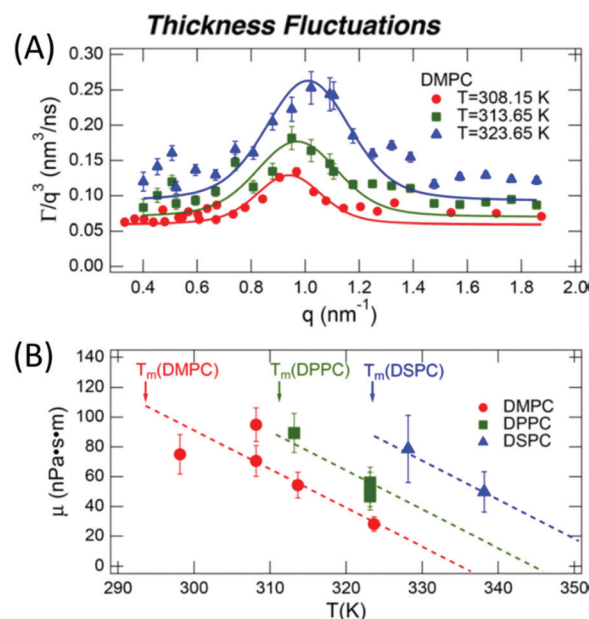 Thickness Fluctuations
(A)
Γ/q³ (nm³/ns)
0.30
0.25
0.20
0.15
0.10
0.05
0.00
DMPC
T=308.15 K
T=313.65 K
T=323.65 K
0.4 0.6 0.8 1.0 1.2 1.4 1.6 1.8 2.0
q (nm⁻¹)
(B)
μ (nPa•s•m)
140
120
100
80
60
40
20
0
Tₘ(DMPC) Tₘ(DPPC) Tₘ(DSPC)
DMPC
DPPC
DSPC
290 300 310 320 330 340 350
T(K)